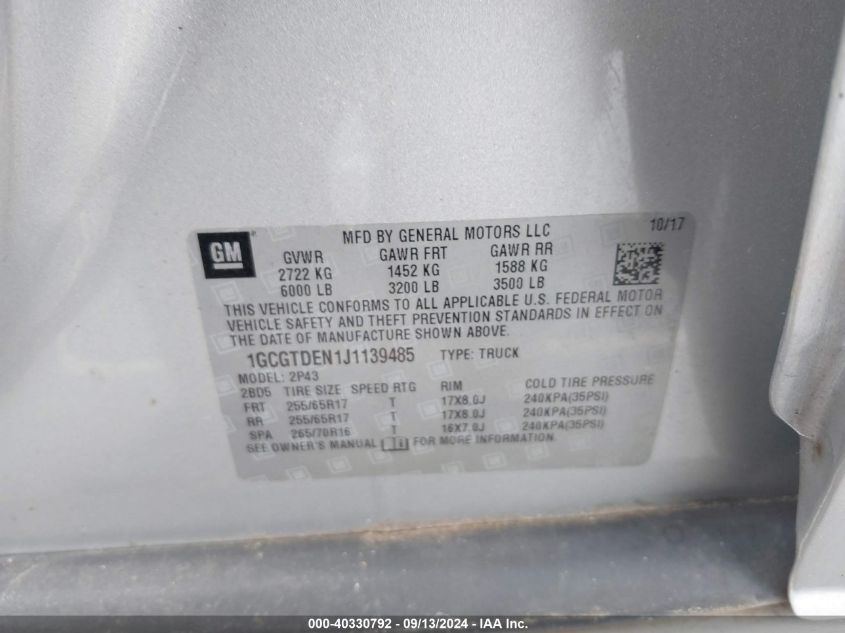 GM
MFD BY GENERAL MOTORS LLC 10/17
GVWR GAWR FRT GAWR RR
2722 KG 1452 KG 1588 KG
6000 LB 3200 LB 3500 LB
THIS VEHICLE CONFORMS TO ALL APPLICABLE U.S. FEDERAL MOTOR
VEHICLE SAFETY AND THEFT PREVENTION STANDARDS IN EFFECT ON
THE DATE OF MANUFACTURE SHOWN ABOVE.
1GCGTDEN1J1139485 TYPE: TRUCK
MODEL: 2P43
2BD5 TIRE SIZE SPEED RTG RIM COLD TIRE PRESSURE
FRT 255/65R17 T 17X8.0J 240KPA(35PSI)
RR 255/65R17 T 17X8.0J 240KPA(35PSI)
SPA 265/70R16 T 16X7.0J 240KPA(35PSI)
SEE OWNER'S MANUAL FOR MORE INFORMATION.
000-40330792 - 09/13/2024 - IAA Inc.